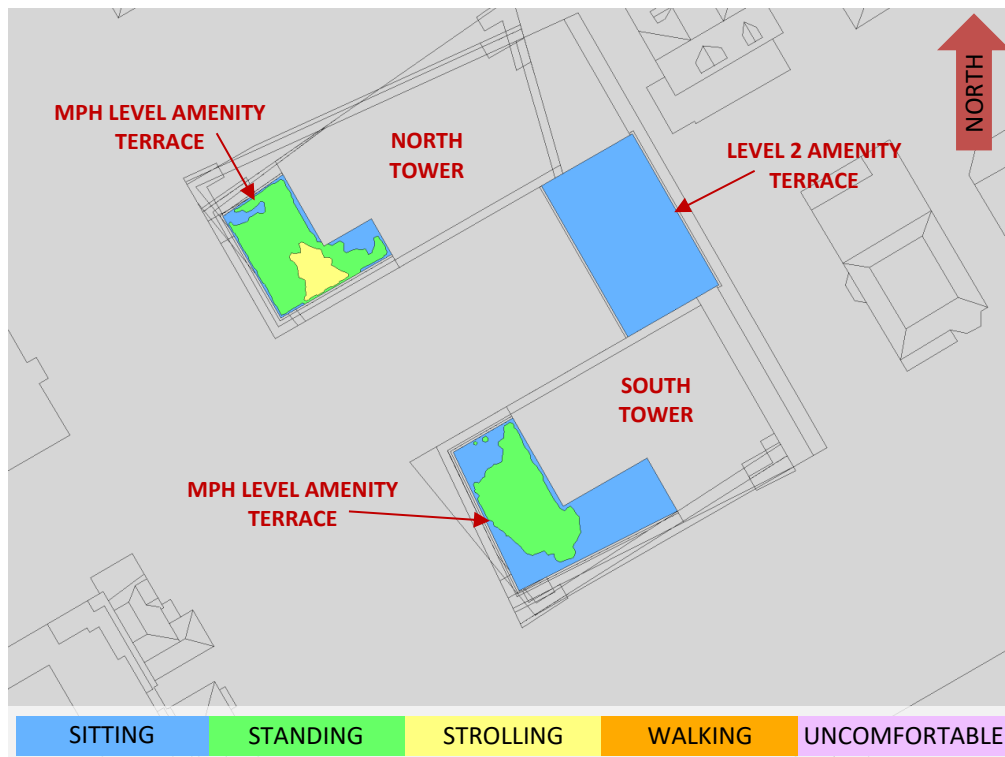 NORTH
MPH LEVEL AMENITY
TERRACE
NORTH
TOWER
LEVEL 2 AMENITY
TERRACE
SOUTH
TOWER
MPH LEVEL AMENITY
TERRACE
SITTING
STANDING
STROLLING
WALKING
UNCOMFORTABLE